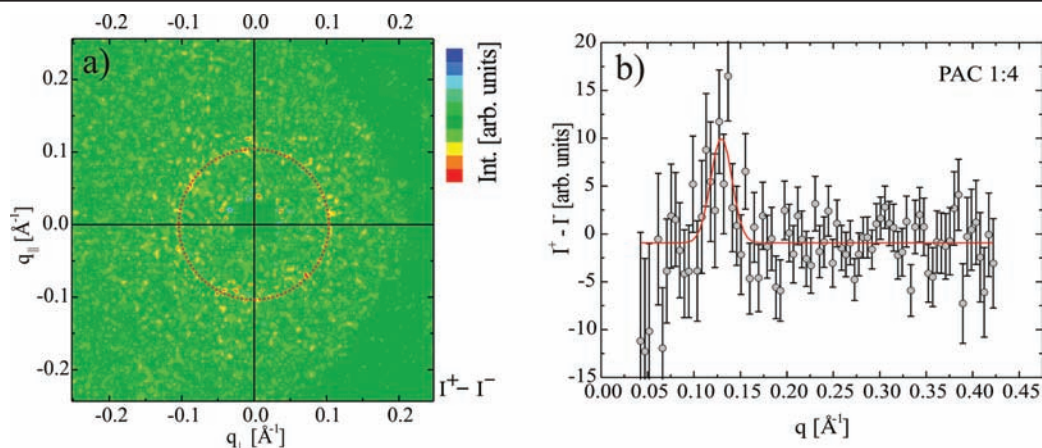 -0.2 -0.1 0.0 0.1 0.2
a)
0.2
0.1
0.0
-0.1
-0.2
q∥ [Å⁻¹]
-0.2 -0.1 0.0 0.1 0.2
q⊥ [Å⁻¹]
I⁺ – I⁻
Int. [arb. units]
b)
PAC 1:4
20
15
10
5
0
-5
-10
-15
I⁺ - I⁻ [arb. units]
0.00 0.05 0.10 0.15 0.20 0.25 0.30 0.35 0.40 0.45
q [Å⁻¹]